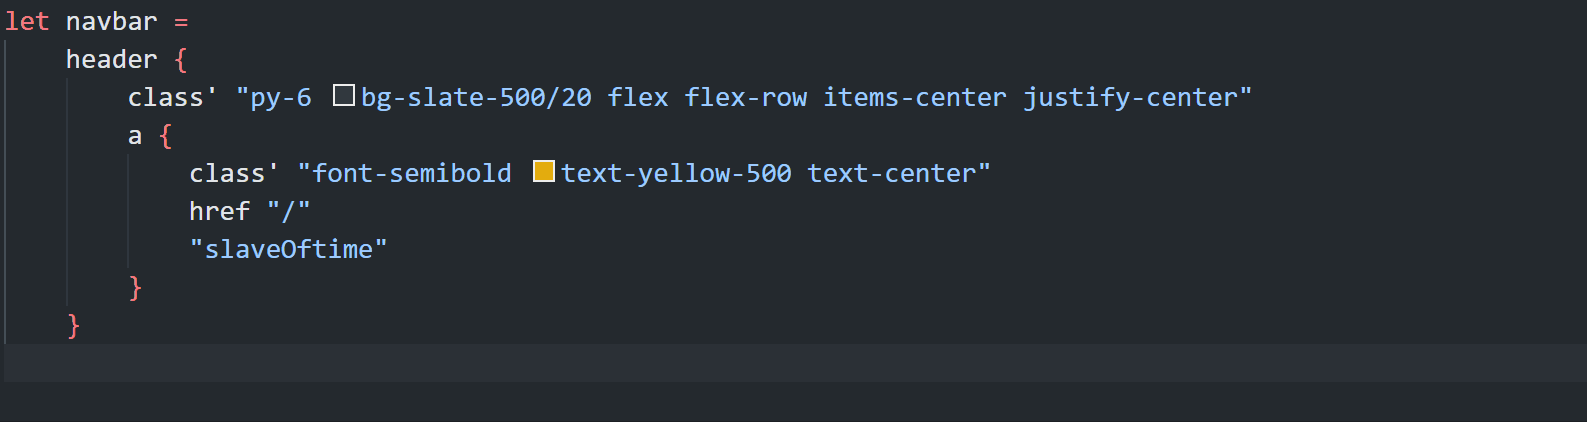 let navbar =
    header {
        class' "py-6 bg-slate-500/20 flex flex-row items-center justify-center"
        a {
            class' "font-semibold text-yellow-500 text-center"
            href "/"
            "slaveOftime"
        }
    }